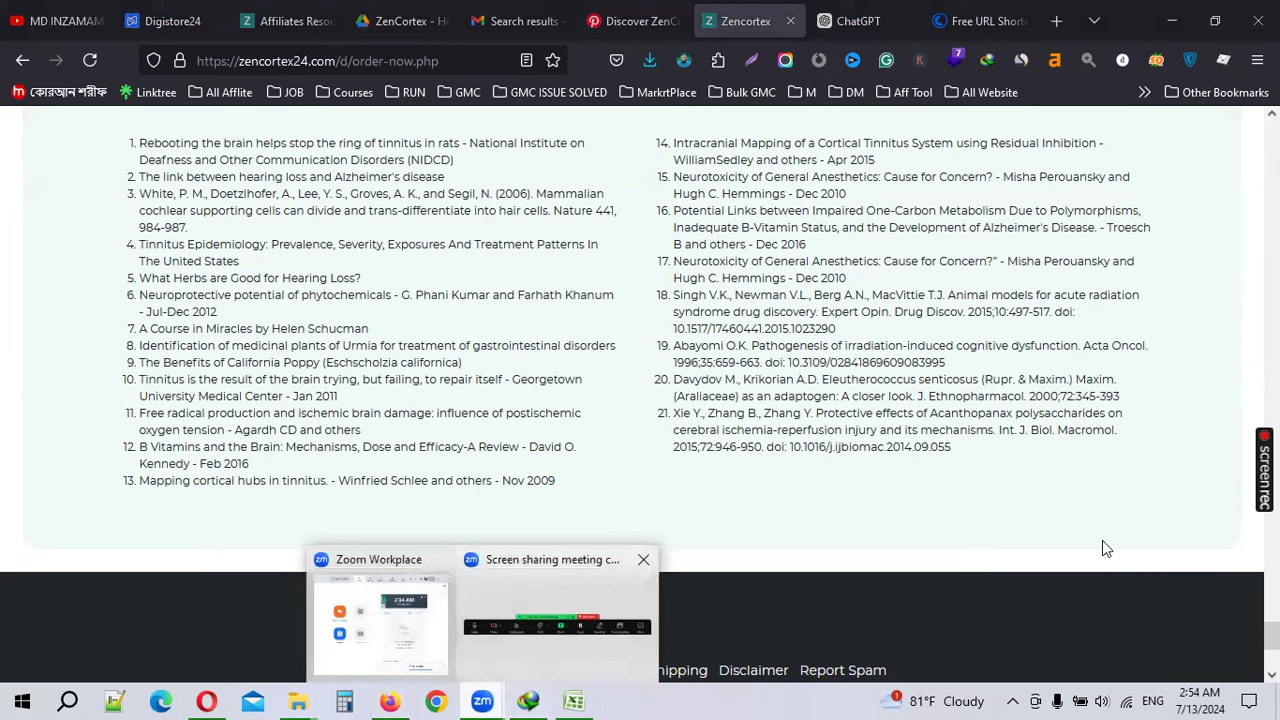 MD INZAMAM
Digistore24
Affiliates Resou
ZenCortex - Ho
Search results -
Discover ZenCo
Zencortex
ChatGPT
Free URL Short
https://zencortex24.com/d/order-now.php
7
কোরআন শরীফ
Linktree
All Afflite
JOB
Courses
RUN
GMC
GMC ISSUE SOLVED
MarkrtPlace
Bulk GMC
M
DM
Aff Tool
All Website
Other Bookmarks
1. Rebooting the brain helps stop the ring of tinnitus in rats - National Institute on
Deafness and Other Communication Disorders (NIDCD)
2. The link between hearing loss and Alzheimer's disease
3. White, P. M., Doetzlhofer, A., Lee, Y. S., Groves, A. K., and Segil, N. (2006). Mammalian
cochlear supporting cells can divide and trans-differentiate into hair cells. Nature 441,
984-987.
4. Tinnitus Epidemiology: Prevalence, Severity, Exposures And Treatment Patterns In
The United States
5. What Herbs are Good for Hearing Loss?
6. Neuroprotective potential of phytochemicals - G. Phani Kumar and Farhath Khanum
- Jul-Dec 2012
7. A Course in Miracles by Helen Schucman
8. Identification of medicinal plants of Urmia for treatment of gastrointestinal disorders
9. The Benefits of California Poppy (Eschscholzia californica)
10. Tinnitus is the result of the brain trying, but failing, to repair itself - Georgetown
University Medical Center - Jan 2011
11. Free radical production and ischemic brain damage: influence of postischemic
oxygen tension - Agardh CD and others
12. B Vitamins and the Brain: Mechanisms, Dose and Efficacy-A Review - David O.
Kennedy - Feb 2016
13. Mapping cortical hubs in tinnitus. - Winfried Schlee and others - Nov 2009
14. Intracranial Mapping of a Cortical Tinnitus System using Residual Inhibition -
WilliamSedley and others - Apr 2015
15. Neurotoxicity of General Anesthetics: Cause for Concern? - Misha Perouansky and
Hugh C. Hemmings - Dec 2010
16. Potential Links between Impaired One-Carbon Metabolism Due to Polymorphisms,
Inadequate B-Vitamin Status, and the Development of Alzheimer's Disease. - Troesch
B and others - Dec 2016
17. Neurotoxicity of General Anesthetics: Cause for Concern?" - Misha Perouansky and
Hugh C. Hemmings - Dec 2010
18. Singh V.K., Newman V.L., Berg A.N., MacVittie T.J. Animal models for acute radiation
syndrome drug discovery. Expert Opin. Drug Discov. 2015;10:497-517. doi:
10.1517/17460441.2015.1023290
19. Abayomi O.K. Pathogenesis of irradiation-induced cognitive dysfunction. Acta Oncol.
1996;35:659-663. doi: 10.3109/02841869609083995
20. Davydov M., Krikorian A.D. Eleutherococcus senticosus (Rupr. & Maxim.) Maxim.
(Araliaceae) as an adaptogen: A closer look. J. Ethnopharmacol. 2000;72:345-393
21. Xie Y., Zhang B., Zhang Y. Protective effects of Acanthopanax polysaccharides on
cerebral ischemia-reperfusion injury and its mechanisms. Int. J. Biol. Macromol.
2015;72:946-950. doi: 10.1016/j.ijbiomac.2014.09.055
screen rec
Zoom Workplace
Screen sharing meeting c...
2:54 AM
hipping
Disclaimer
Report Spam
81°F Cloudy
ENG
2:54 AM
7/13/2024